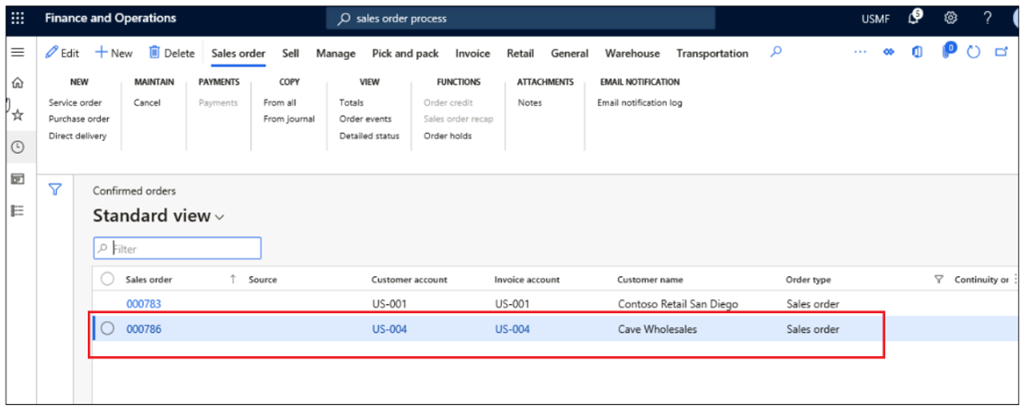 Finance and Operations sales order process USMF 5 ?
Edit New Delete Sales order Sell Manage Pick and pack Invoice Retail General Warehouse Transportation ... 0
NEW MAINTAIN PAYMENTS COPY VIEW FUNCTIONS ATTACHMENTS EMAIL NOTIFICATION
Service order Cancel Payments From all Totals Order credit Notes Email notification log
Purchase order From journal Order events Sales order recap
Direct delivery Detailed status Order holds
Confirmed orders
Standard view
Filter
Sales order Source Customer account Invoice account Customer name Order type Continuity or
000783 US-001 US-001 Contoso Retail San Diego Sales order
000786 US-004 US-004 Cave Wholesales Sales order